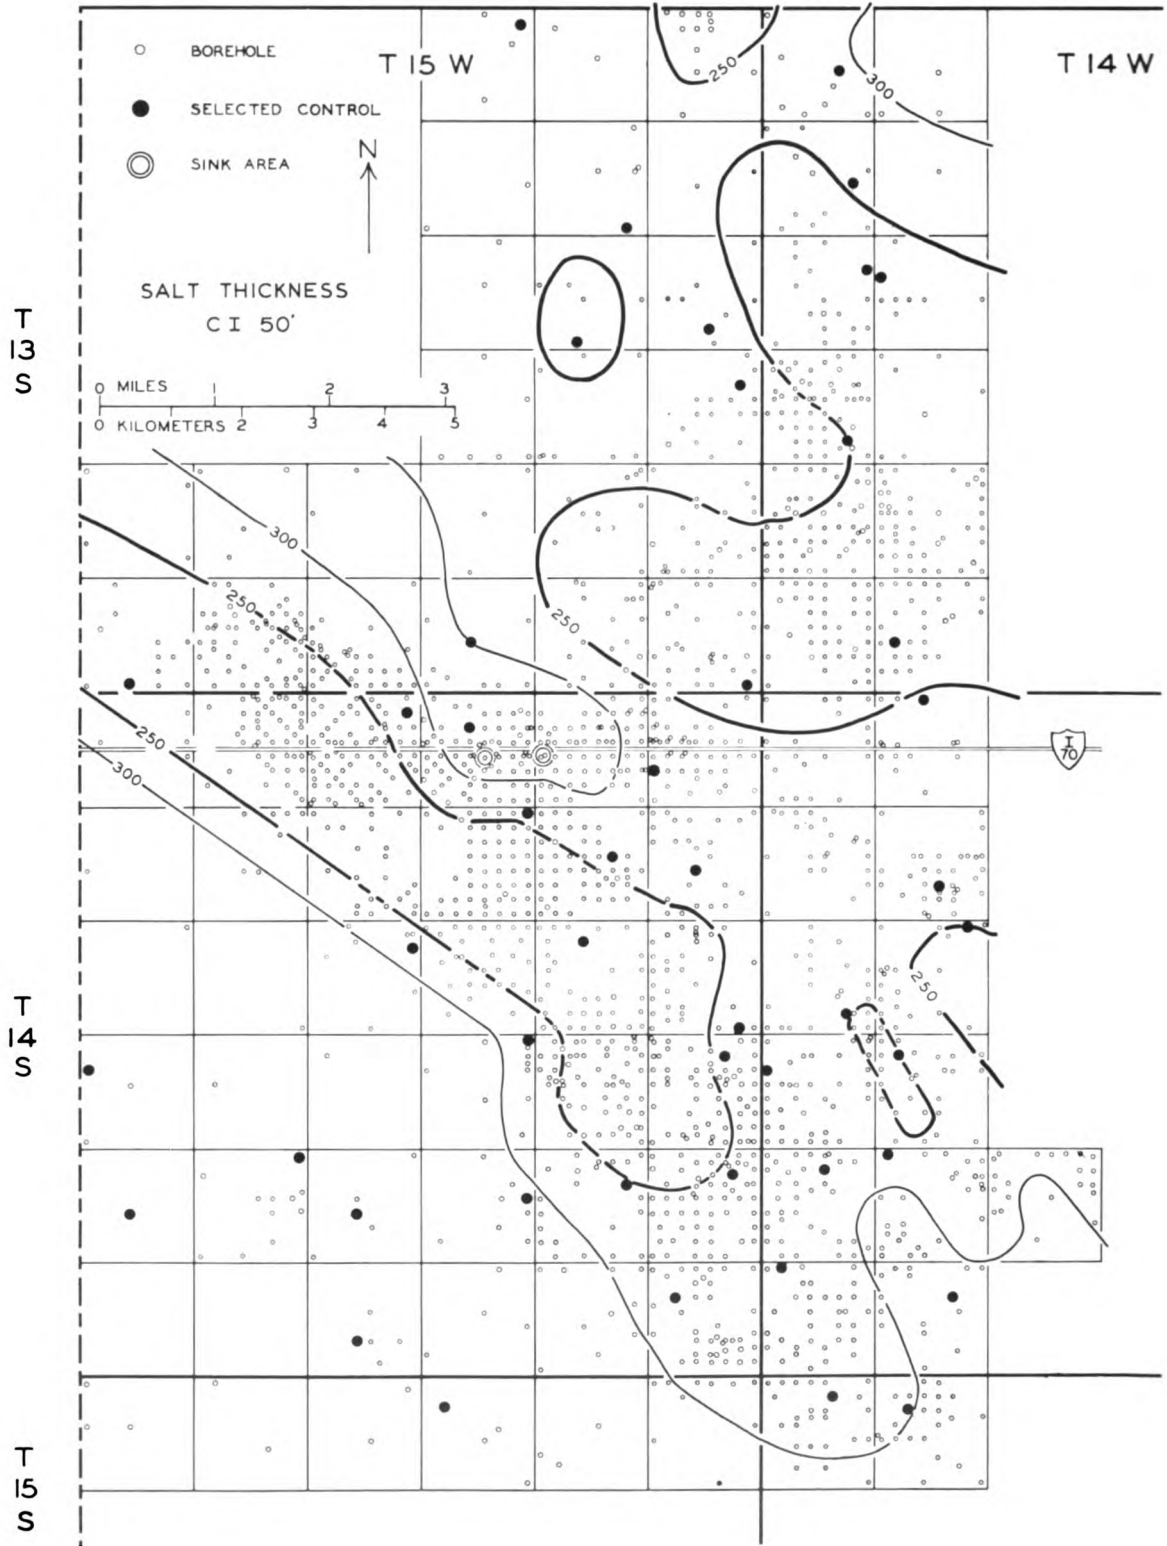 BOREHOLE
T 15 W
T 14 W
SELECTED CONTROL
SINK AREA
N
SALT THICKNESS
C I 50'
T
13
S
0 MILES 1 2 3
0 KILOMETERS 2 3 4 5
250
300
300
250
250
250
300
I
70
250
T
14
S
T
15
S